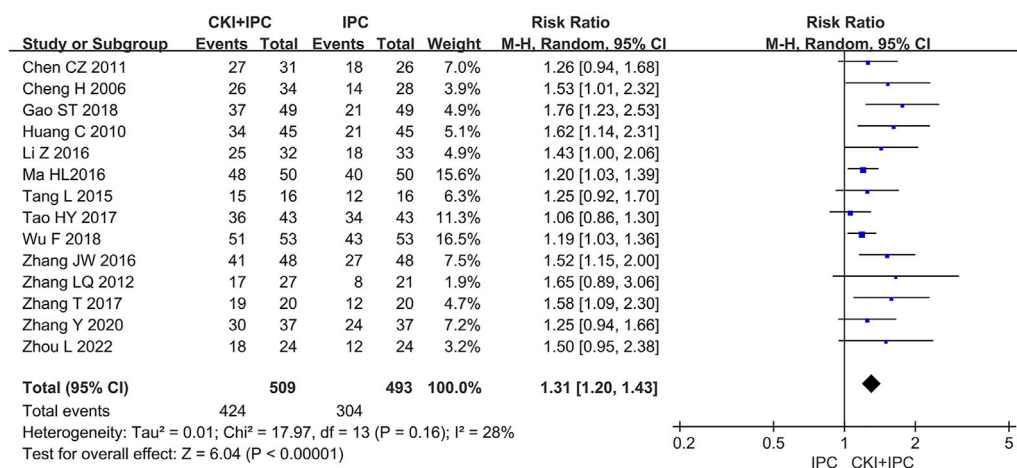 CKI+IPC IPC Risk Ratio Risk Ratio
Study or Subgroup Events Total Events Total Weight M-H, Random, 95% CI M-H, Random, 95% CI
Chen CZ 2011 27 31 18 26 7.0% 1.26 [0.94, 1.68]
Cheng H 2006 26 34 14 28 3.9% 1.53 [1.01, 2.32]
Gao ST 2018 37 49 21 49 4.9% 1.76 [1.23, 2.53]
Huang C 2010 34 45 21 45 5.1% 1.62 [1.14, 2.31]
Li Z 2016 25 32 18 33 4.9% 1.43 [1.00, 2.06]
Ma HL2016 48 50 40 50 15.6% 1.20 [1.03, 1.39]
Tang L 2015 15 16 12 16 6.3% 1.25 [0.92, 1.70]
Tao HY 2017 36 43 34 43 11.3% 1.06 [0.86, 1.30]
Wu F 2018 51 53 43 53 16.5% 1.19 [1.03, 1.36]
Zhang JW 2016 41 48 27 48 7.5% 1.52 [1.15, 2.00]
Zhang LQ 2012 17 27 8 21 1.9% 1.65 [0.89, 3.06]
Zhang T 2017 19 20 12 20 4.7% 1.58 [1.09, 2.30]
Zhang Y 2020 30 37 24 37 7.2% 1.25 [0.94, 1.66]
Zhou L 2022 18 24 12 24 3.2% 1.50 [0.95, 2.38]
Total (95% CI) 509 493 100.0% 1.31 [1.20, 1.43]
Total events 424 304
Heterogeneity: Tau² = 0.01; Chi² = 17.97, df = 13 (P = 0.16); I² = 28%
Test for overall effect: Z = 6.04 (P < 0.00001)
0.2 0.5 1 2 5
IPC CKI+IPC